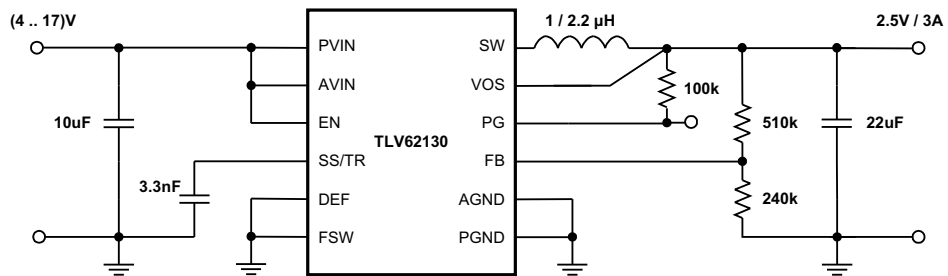 (4 .. 17)V
1 / 2.2 µH
2.5V / 3A
PVIN
SW
AVIN
VOS
100k
10uF
EN
PG
510k
22uF
TLV62130
SS/TR
FB
3.3nF
240k
DEF
AGND
FSW
PGND